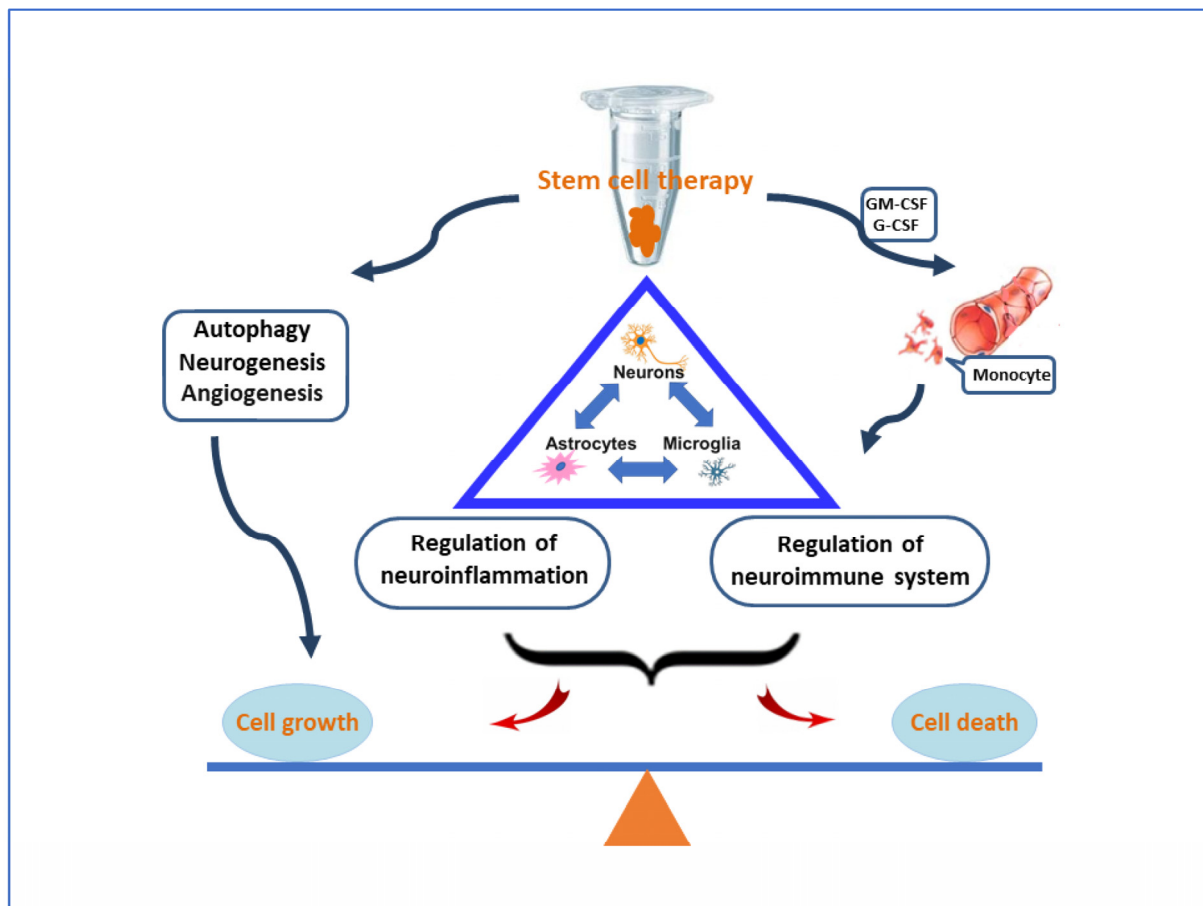 Stem cell therapy
GM-CSF
G-CSF
Autophagy
Neurogenesis
Angiogenesis
Neurons
Monocyte
Astrocytes
Microglia
Regulation of
neuroinflammation
Regulation of
neuroimmune system
Cell growth
Cell death